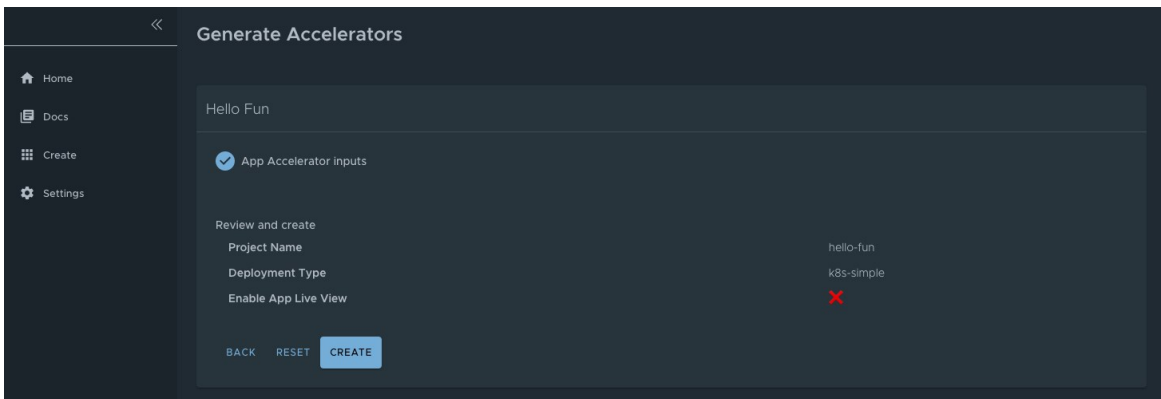 Generate Accelerators
Home
Docs
Create
Settings
Hello Fun
App Accelerator inputs
Review and create
Project Name hello-fun
Deployment Type k8s-simple
Enable App Live View
BACK RESET CREATE